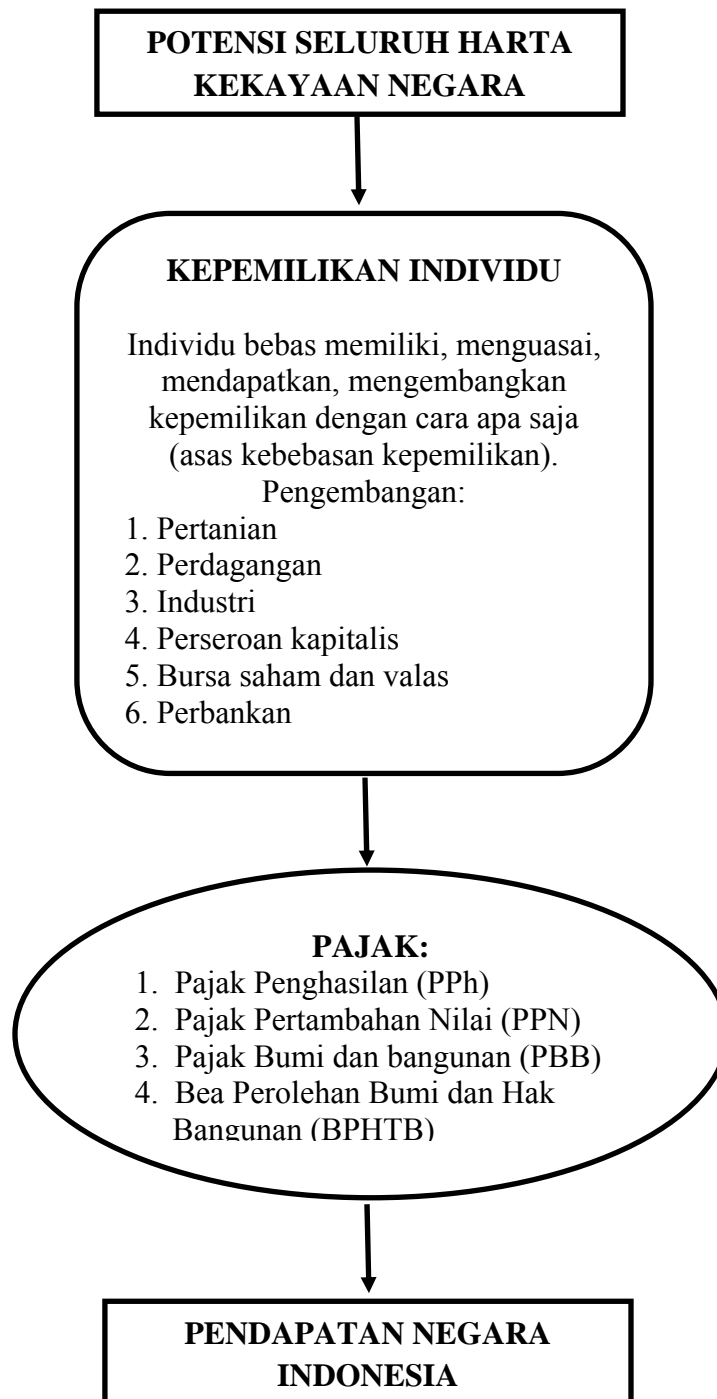 POTENSI SELURUH HARTA
KEKAYAAN NEGARA
KEPEMILIKAN INDIVIDU
Individu bebas memiliki, menguasai,
mendapatkan, mengembangkan
kepemilikan dengan cara apa saja
(asas kebebasan kepemilikan).
Pengembangan:
1. Pertanian
2. Perdagangan
3. Industri
4. Perseroan kapitalis
5. Bursa saham dan valas
6. Perbankan
PAJAK:
1. Pajak Penghasilan (PPh)
2. Pajak Pertambahan Nilai (PPN)
3. Pajak Bumi dan bangunan (PBB)
4. Bea Perolehan Bumi dan Hak
Bangunan (BPHTB)
PENDAPATAN NEGARA
INDONESIA